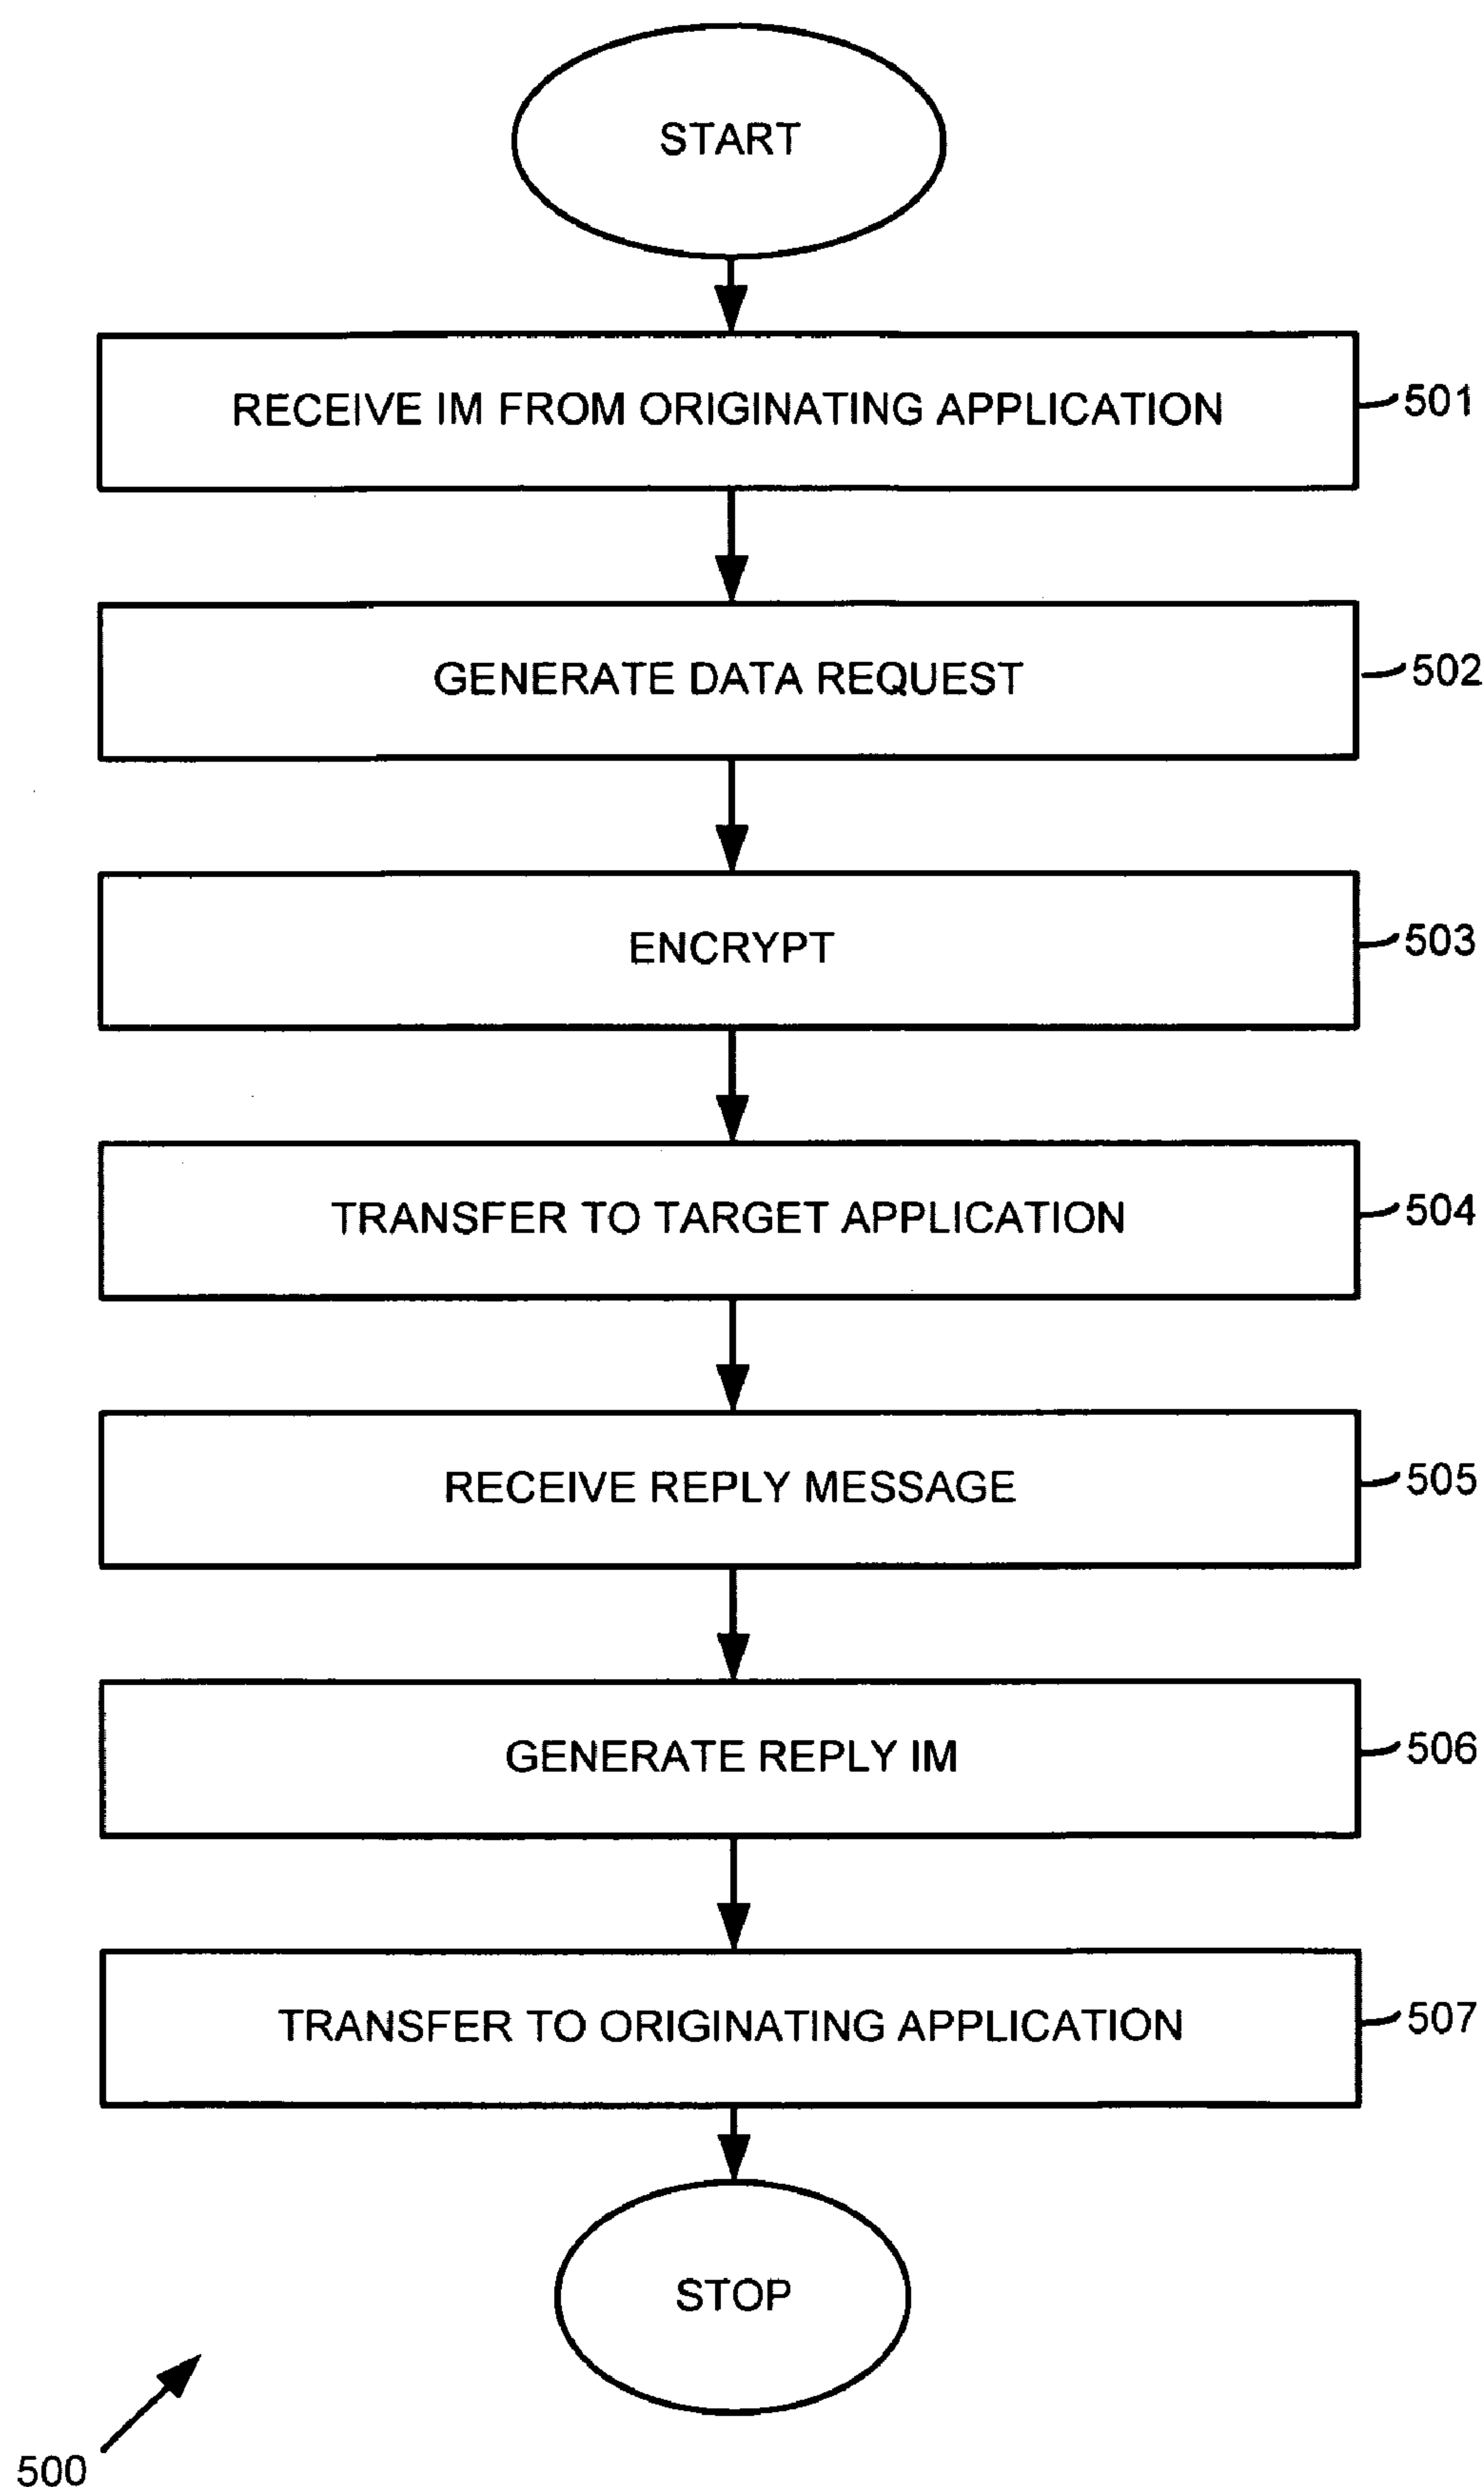 START
RECEIVE IM FROM ORIGINATING APPLICATION
501
GENERATE DATA REQUEST
502
ENCRYPT
503
TRANSFER TO TARGET APPLICATION
504
RECEIVE REPLY MESSAGE
505
GENERATE REPLY IM
506
TRANSFER TO ORIGINATING APPLICATION
507
STOP
500